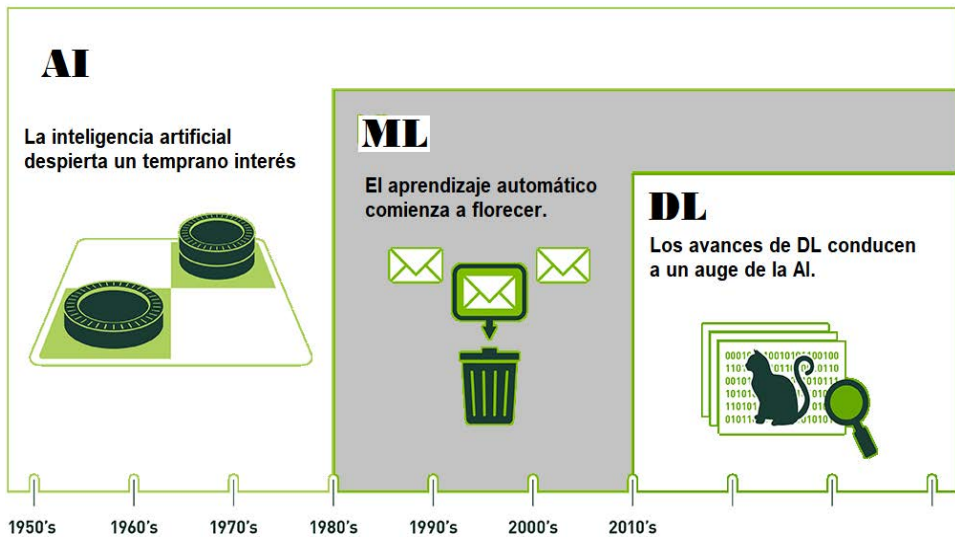 AI
La inteligencia artificial
despierta un temprano interés
ML
El aprendizaje automático
comienza a florecer.
DL
Los avances de DL conducen
a un auge de la AI.
1950's 1960's 1970's 1980's 1990's 2000's 2010's